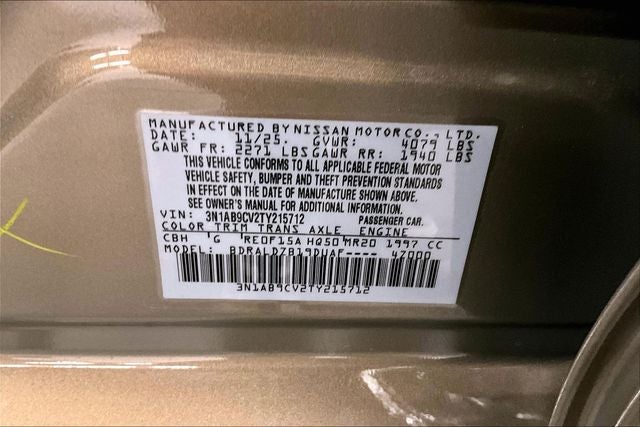 MANUFACTURED BY NISSAN MOTOR CO., LTD.
DATE: 11/25. GVWR: 4079 LBS
GAWR FR: 2271 LBS GAWR RR: 1940 LBS
THIS VEHICLE CONFORMS TO ALL APPLICABLE FEDERAL MOTOR
VEHICLE SAFETY, BUMPER AND THEFT PREVENTION STANDARDS
IN EFFECT ON THE DATE OF MANUFACTURE SHOWN ABOVE.
SEE OWNER'S MANUAL FOR ADDITIONAL INFORMATION.
VIN: 3N1AB9CV2TY215712 PASSENGER CAR.
COLOR TRIM TRANS AXLE ENGINE
CBH G RE0F15A HQ50 MR20 1997 CC
MODEL: BDRALDZB19DUAF---- 4Z000
3N1AB9CV2TY215712